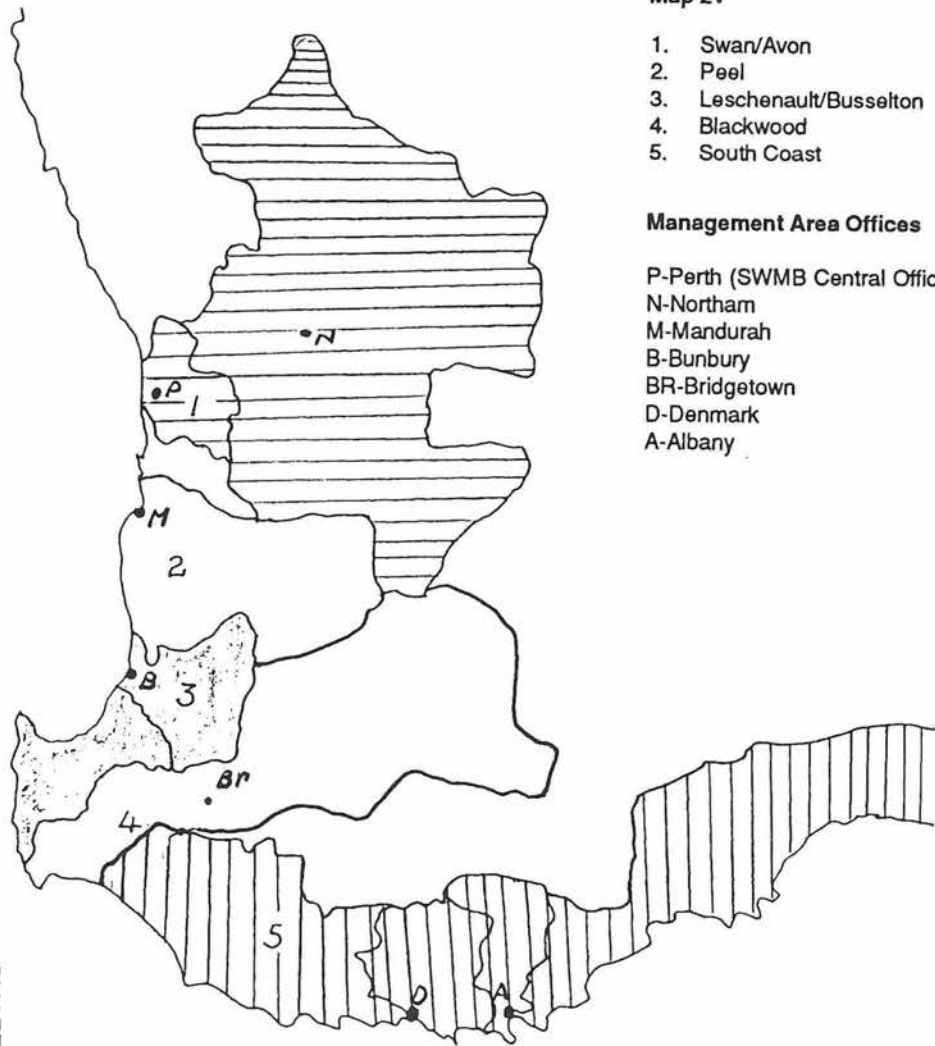 Map 2.
1. Swan/Avon
2. Peel
3. Leschenault/Busselton
4. Blackwood
5. South Coast
Management Area Offices
P-Perth (SWMB Central Offic
N-Northam
M-Mandurah
B-Bunbury
BR-Bridgetown
D-Denmark
A-Albany
N
P
1
M
2
B
3
Br
4
5
D
A